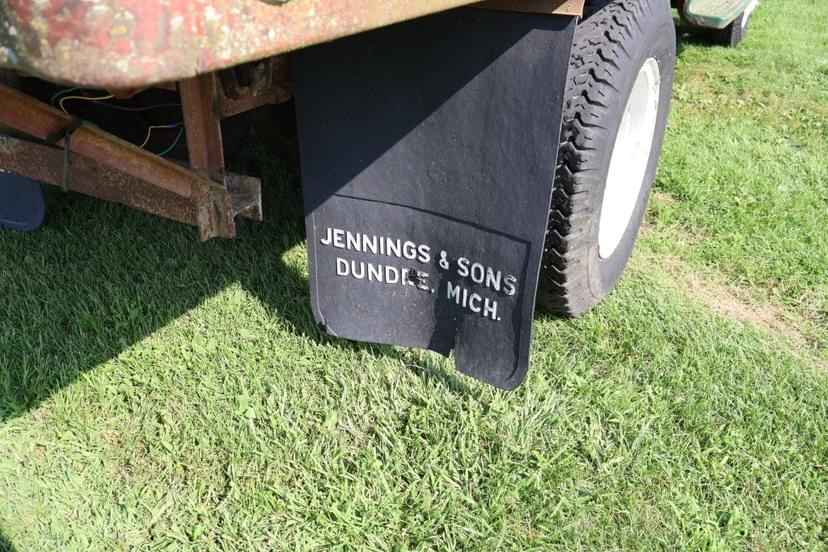 JENNINGS & SONS
DUNDEE, MICH.